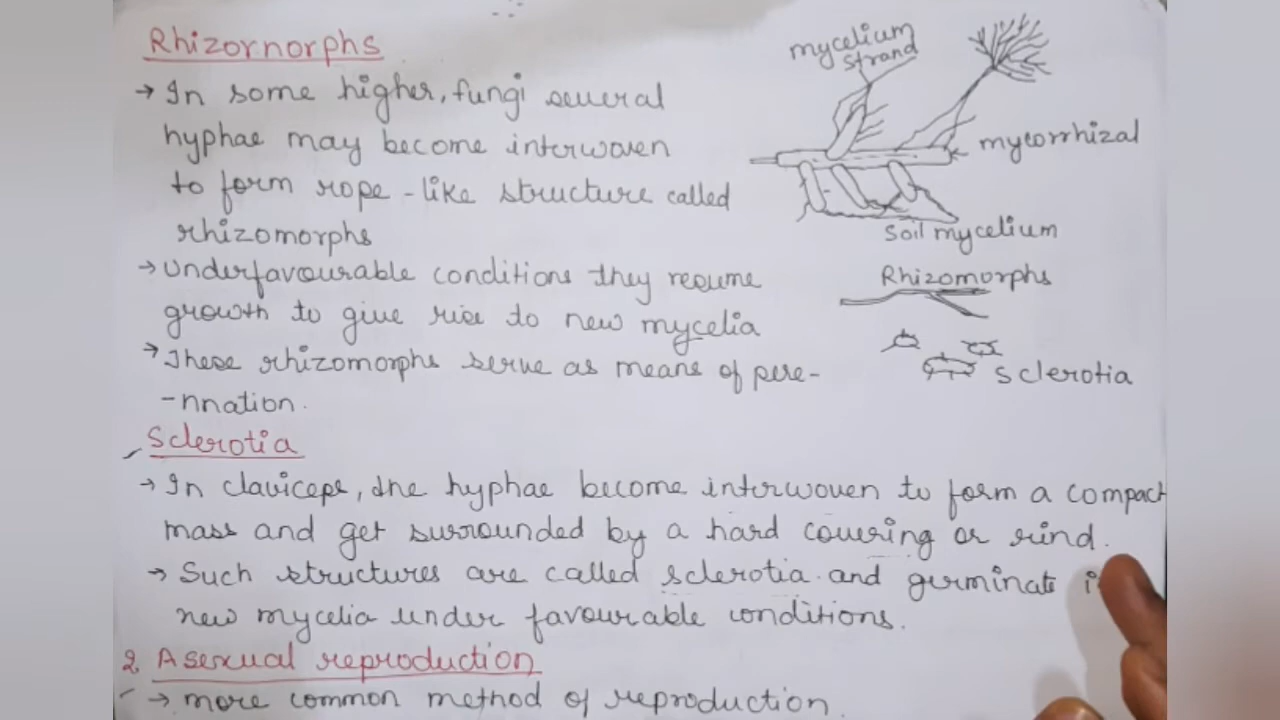 Rhizornorphs
→ In some higher, fungi several
hyphae may become interwoven
to form rope-like structure called
rhizomorphs
→ Underfavourable conditions they resume
growth to give rise to new mycelia
→ These rhizomorphs serve as means of pere-
-nnation.
Sclerotia
→ In claviceps, the hyphae become interwoven to form a compact
mass and get surrounded by a hard covering or rind.
→ Such structures are called sclerotia and germinate
new mycelia under favourable conditions.
2. Asexual reproduction
→ more common method of reproduction.
mycelium
strand
mycorrhizal
Soil mycelium
Rhizomorphs
Sclerotia